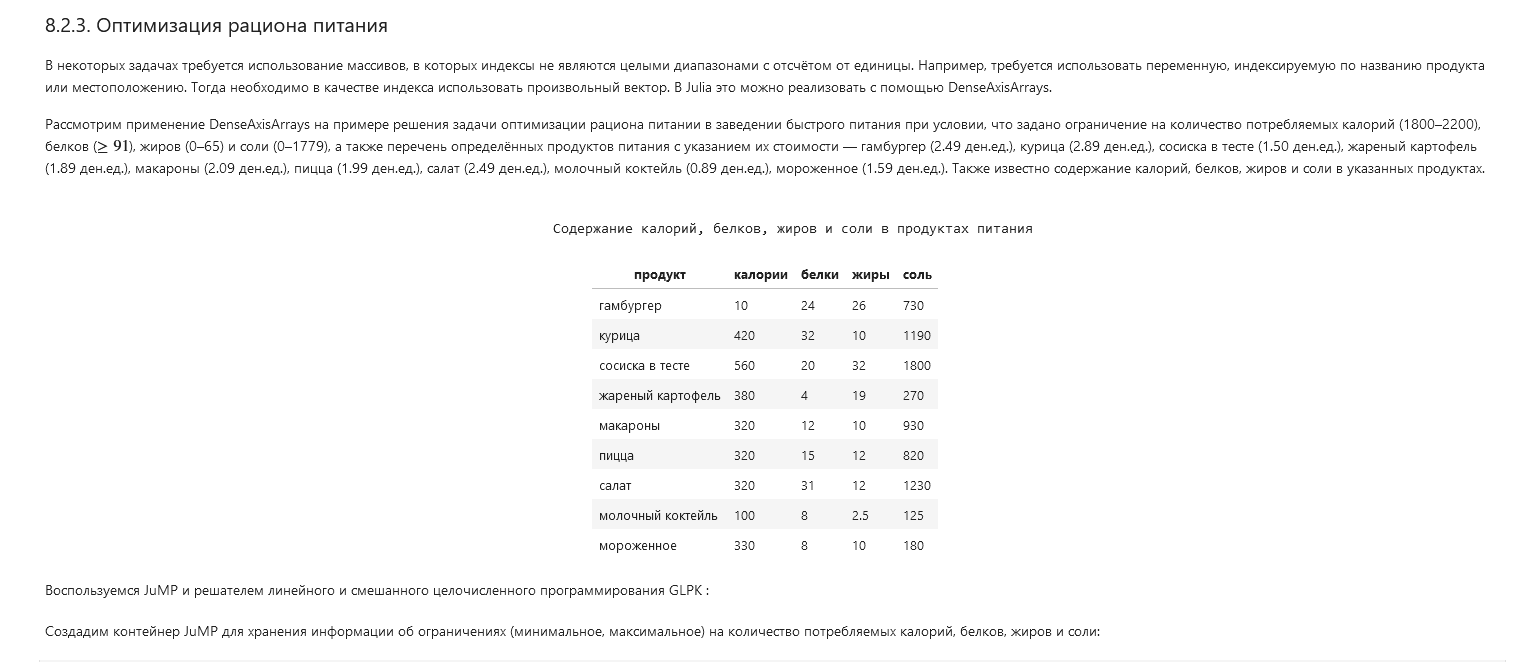 8.2.3. Оптимизация рациона питания
В некоторых задачах требуется использование массивов, в которых индексы не являются целыми диапазонами с отсчётом от единицы. Например, требуется использовать переменную, индексируемую по названию продукта
или местоположению. Тогда необходимо в качестве индекса использовать произвольный вектор. В Julia это можно реализовать с помощью DenseAxisArrays.
Рассмотрим применение DenseAxisArrays на примере решения задачи оптимизации рациона питании в заведении быстрого питания при условии, что задано ограничение на количество потребляемых калорий (1800–2200),
белков (≥ 91), жиров (0–65) и соли (0–1779), а также перечень определённых продуктов питания с указанием их стоимости — гамбургер (2.49 ден.ед.), курица (2.89 ден.ед.), сосиска в тесте (1.50 ден.ед.), жареный картофель
(1.89 ден.ед.), макароны (2.09 ден.ед.), пицца (1.99 ден.ед.), салат (2.49 ден.ед.), молочный коктейль (0.89 ден.ед.), мороженное (1.59 ден.ед.). Также известно содержание калорий, белков, жиров и соли в указанных продуктах.
Содержание калорий, белков, жиров и соли в продуктах питания
продукт калории белки жиры соль
гамбургер 10 24 26 730
курица 420 32 10 1190
сосиска в тесте 560 20 32 1800
жареный картофель 380 4 19 270
макароны 320 12 10 930
пицца 320 15 12 820
салат 320 31 12 1230
молочный коктейль 100 8 2.5 125
мороженное 330 8 10 180
Воспользуемся JuMP и решателем линейного и смешанного целочисленного программирования GLPK :
Создадим контейнер JuMP для хранения информации об ограничениях (минимальное, максимальное) на количество потребляемых калорий, белков, жиров и соли: